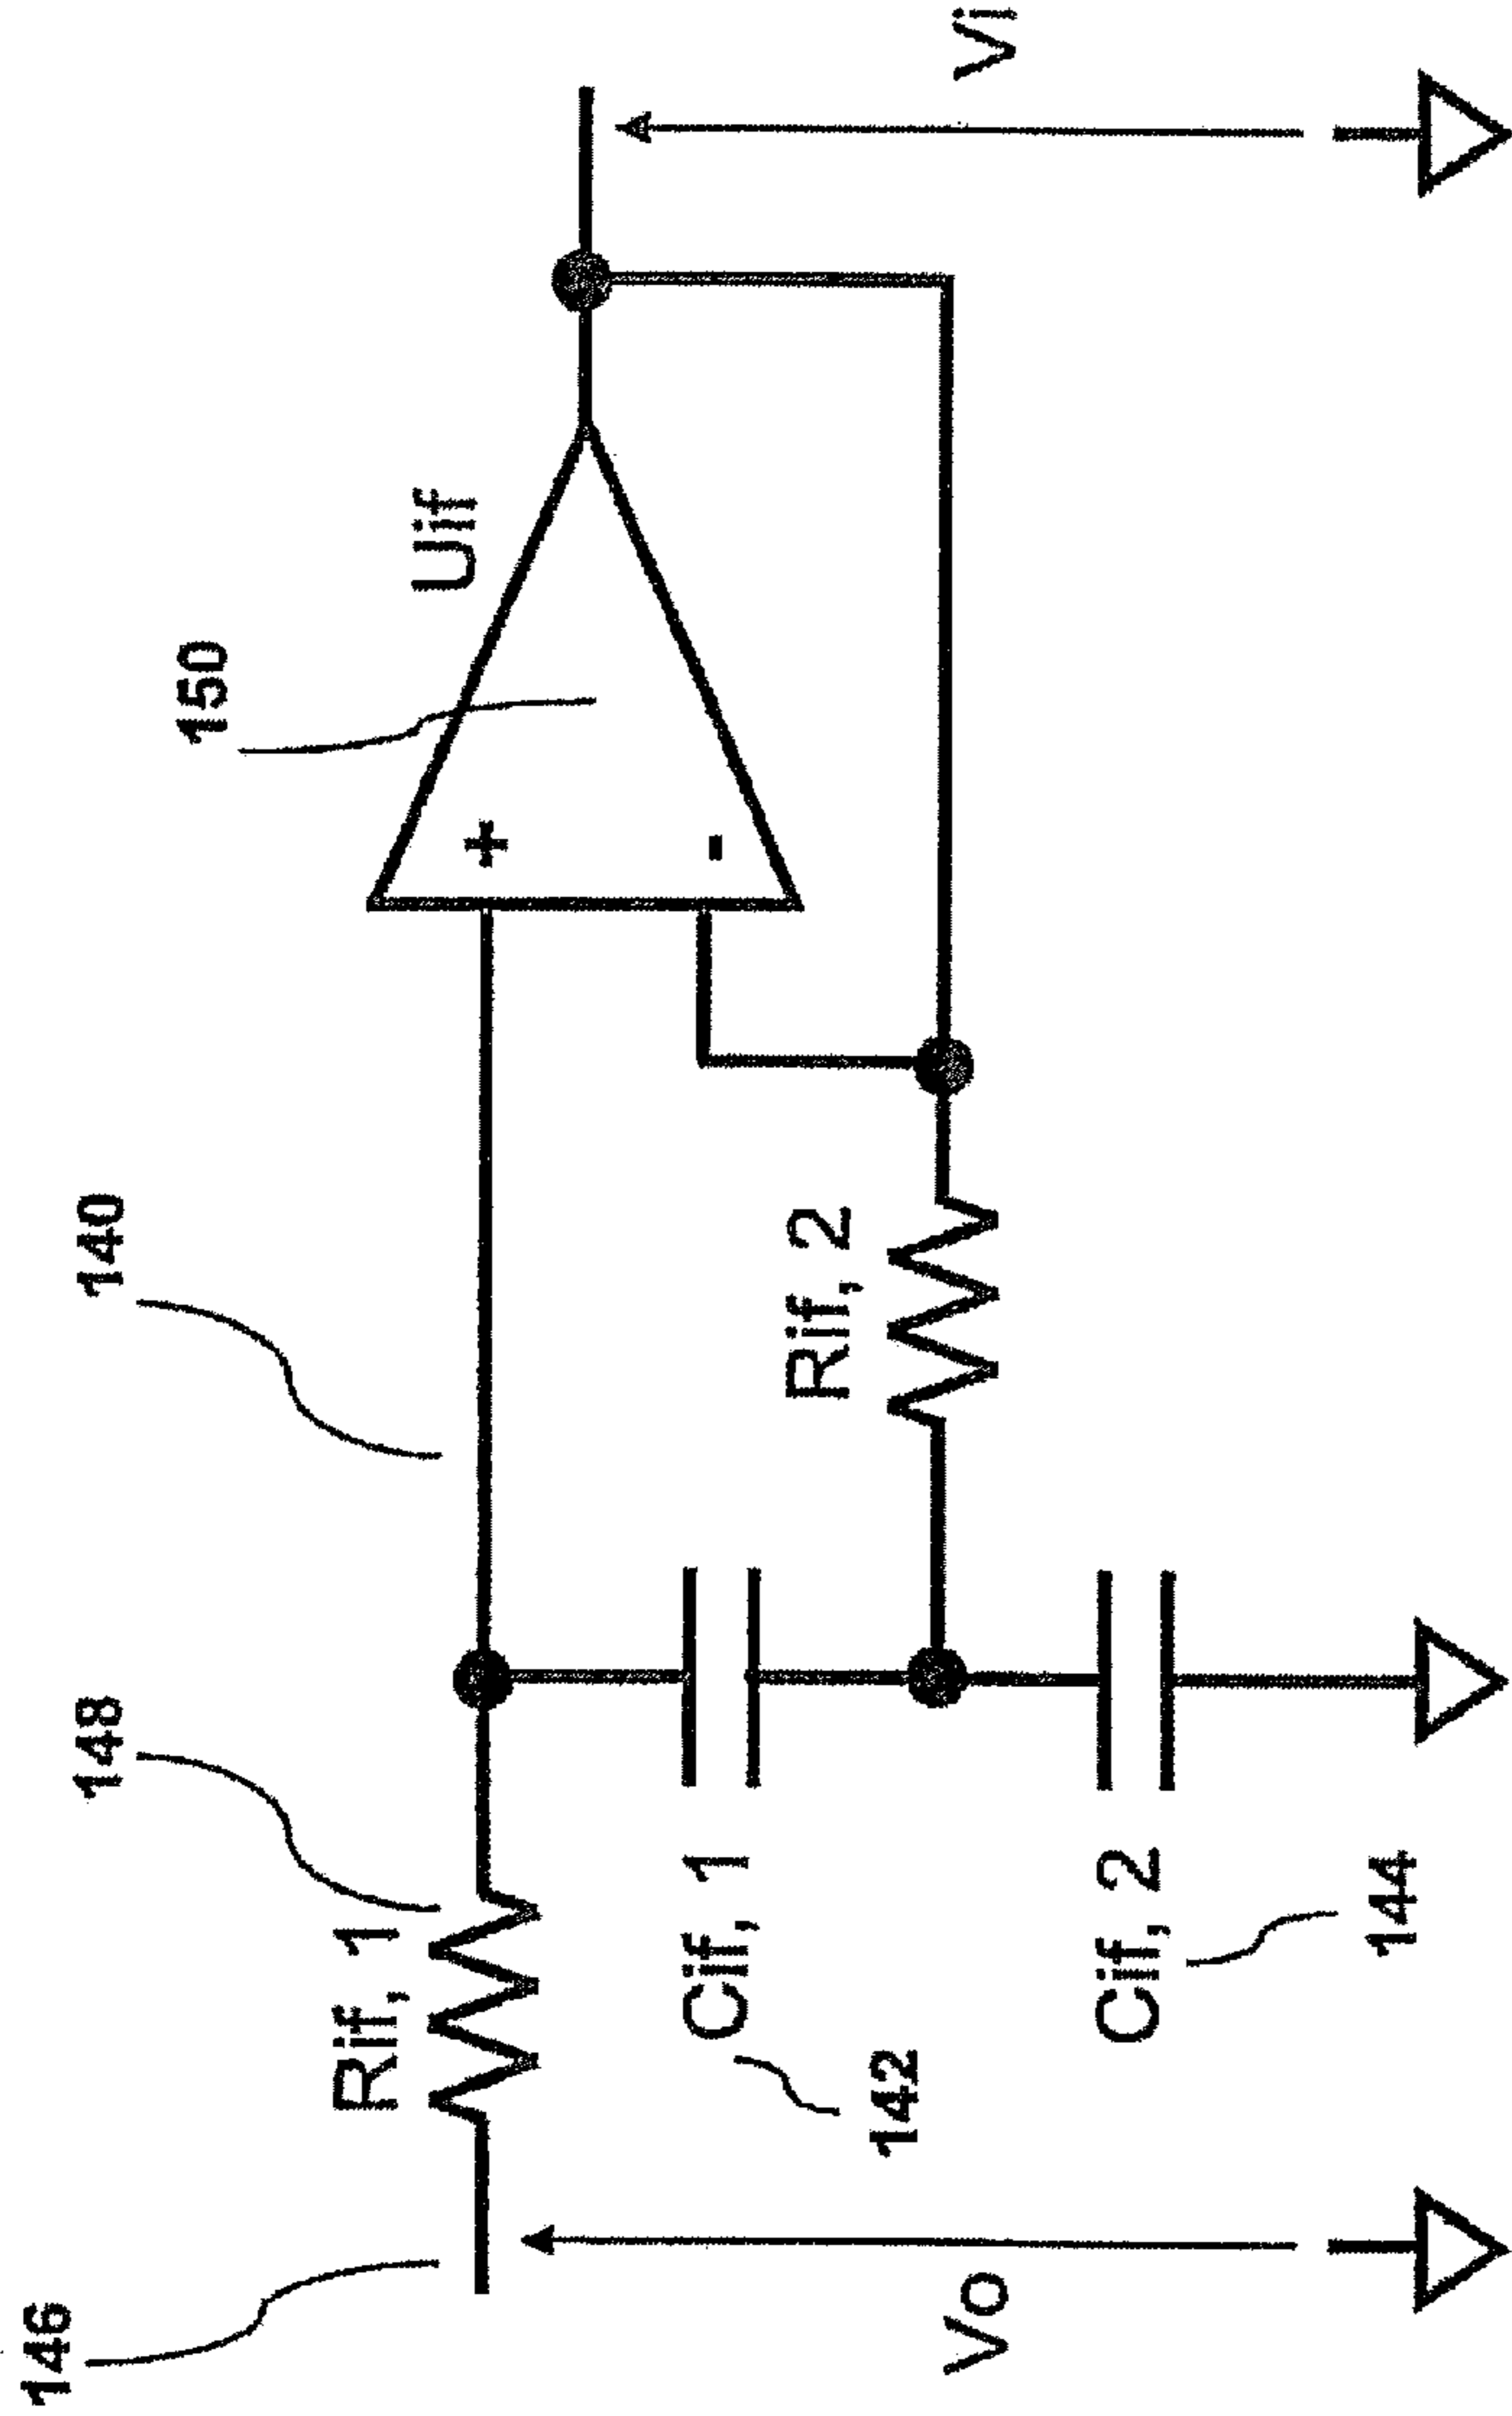 146
148
140
150
Rif, 1
Uif
+
-
Cif, 1
Rif, 2
142
Vo
Vi
Cif, 2
144